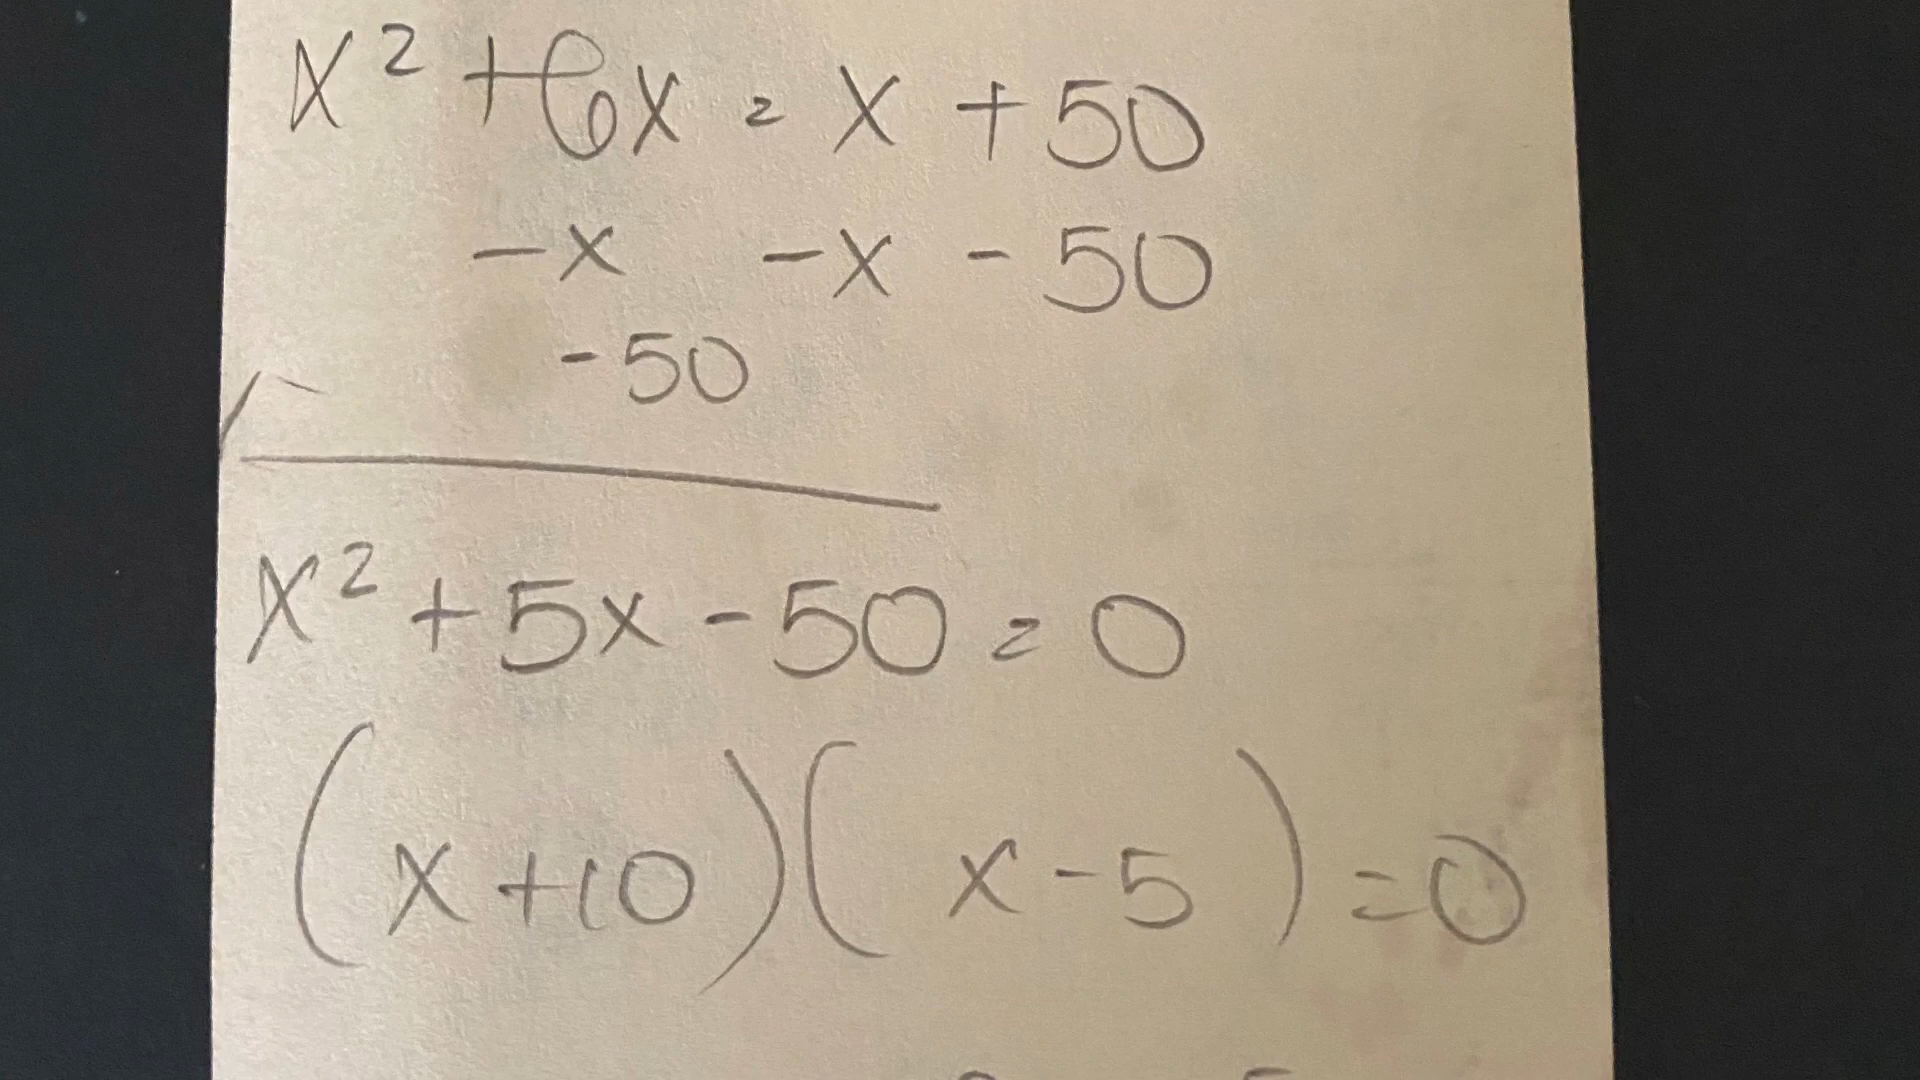 x² + 6x = x + 50
-x -x - 50
-50
x² + 5x - 50 = 0
(x + 10)(x - 5) = 0